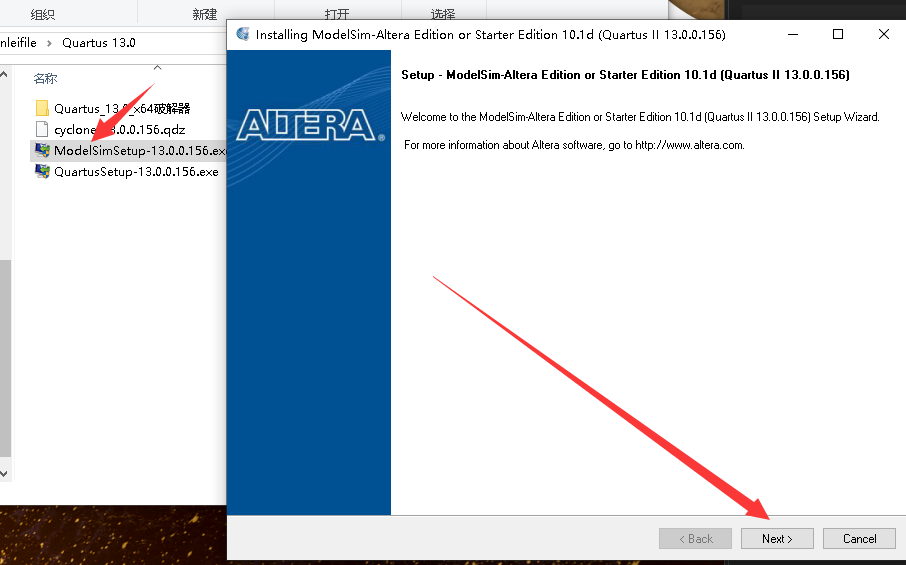 组织
新建
打开
选择
nleifile > Quartus 13.0
名称
Quartus_13.0_x64破解器
cyclone-13.0.0.156.qdz
ModelSimSetup-13.0.0.156.exe
QuartusSetup-13.0.0.156.exe
Installing ModelSim-Altera Edition or Starter Edition 10.1d (Quartus II 13.0.0.156)
ALTERA®
Setup - ModelSim-Altera Edition or Starter Edition 10.1d (Quartus II 13.0.0.156)
Welcome to the ModelSim-Altera Edition or Starter Edition 10.1d (Quartus II 13.0.0.156) Setup Wizard.
For more information about Altera software, go to http://www.altera.com.
< Back
Next >
Cancel